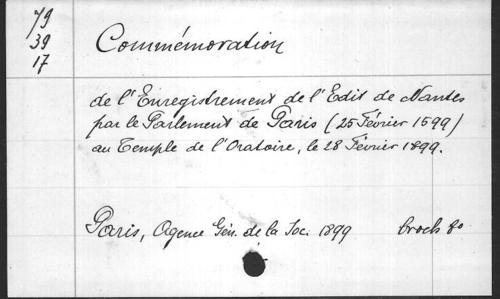 79
39
17
Commémoration
de l'Enregistrement de l'Edit de Nantes
par le Parlement de Paris (25 Février 1599)
au Temple de l'Oratoire, le 28 Février 1899.
Paris, Agence Gén. de la Soc. 1899 broch 8º